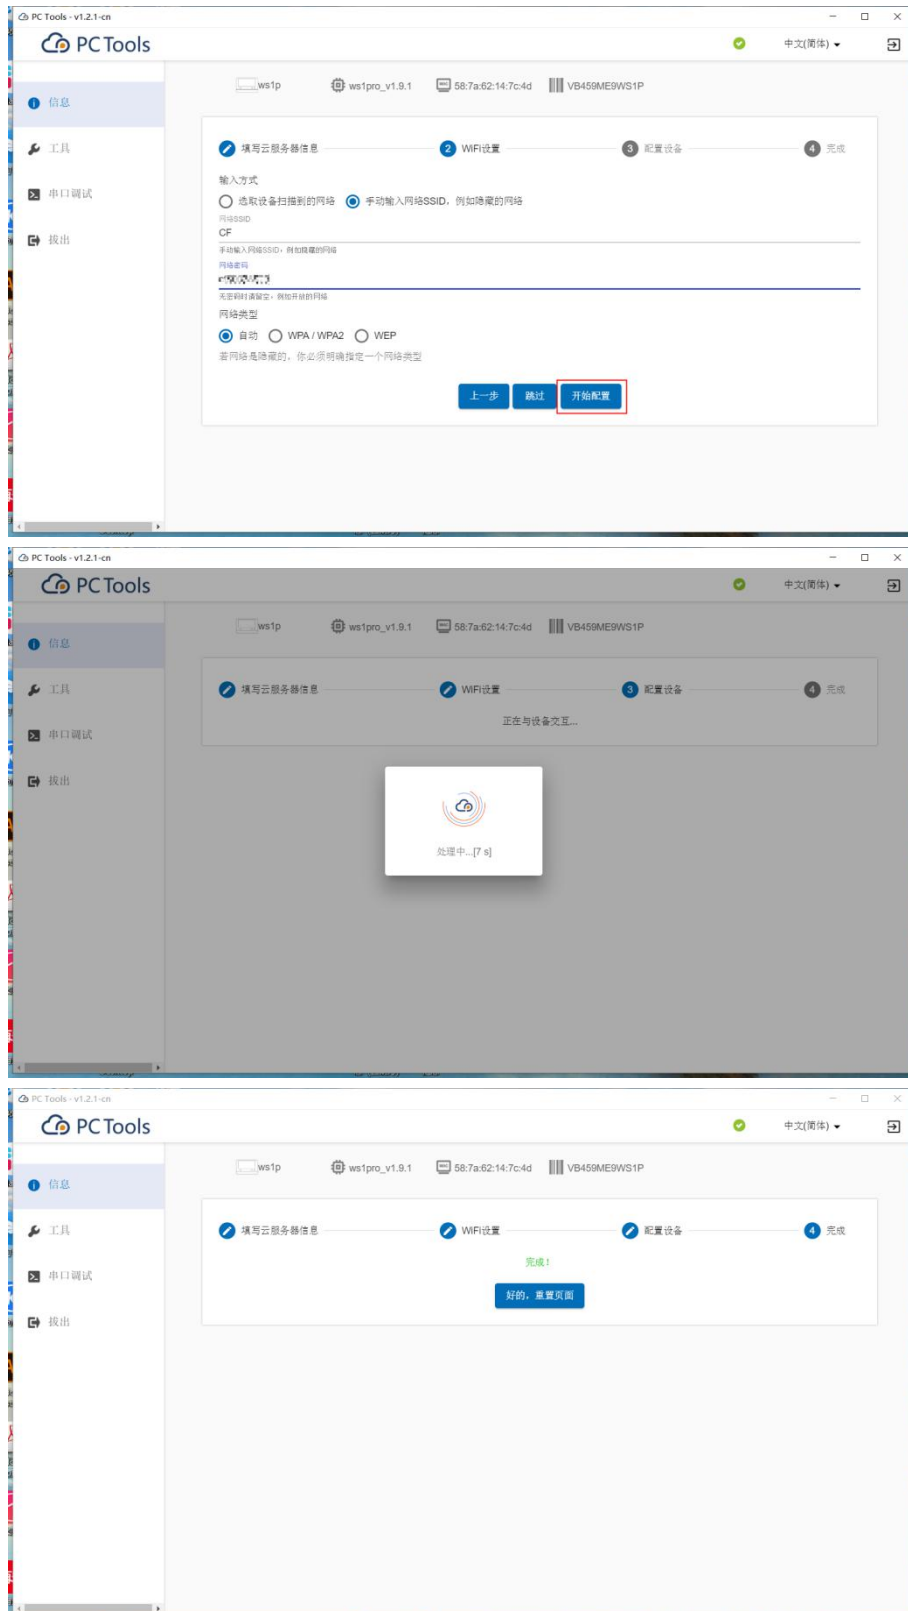 PC Tools - v1.2.1-cn
PC Tools
中文(简体)
ws1p ws1pro_v1.9.1 58:7a:62:14:7c:4d VB459ME9WS1P
信息
工具
串口调试
拔出
填写云服务器信息 2 WiFi设置 3 配置设备 4 完成
输入方式
选取设备扫描到的网络 手动输入网络SSID，例如隐藏的网络
网络SSID
CF
手动输入网络SSID，例如隐藏的网络
网络密码
无密码时请留空，例如开放的网络
网络类型
自动 WPA / WPA2 WEP
若网络是隐藏的，你必须明确指定一个网络类型
上一步 跳过 开始配置
PC Tools - v1.2.1-cn
PC Tools
中文(简体)
ws1p ws1pro_v1.9.1 58:7a:62:14:7c:4d VB459ME9WS1P
信息
工具
串口调试
拔出
填写云服务器信息 WiFi设置 3 配置设备 4 完成
正在与设备交互...
处理中...[7 s]
PC Tools - v1.2.1-cn
PC Tools
中文(简体)
ws1p ws1pro_v1.9.1 58:7a:62:14:7c:4d VB459ME9WS1P
信息
工具
串口调试
拔出
填写云服务器信息 WiFi设置 配置设备 4 完成
完成！
好的，重置页面